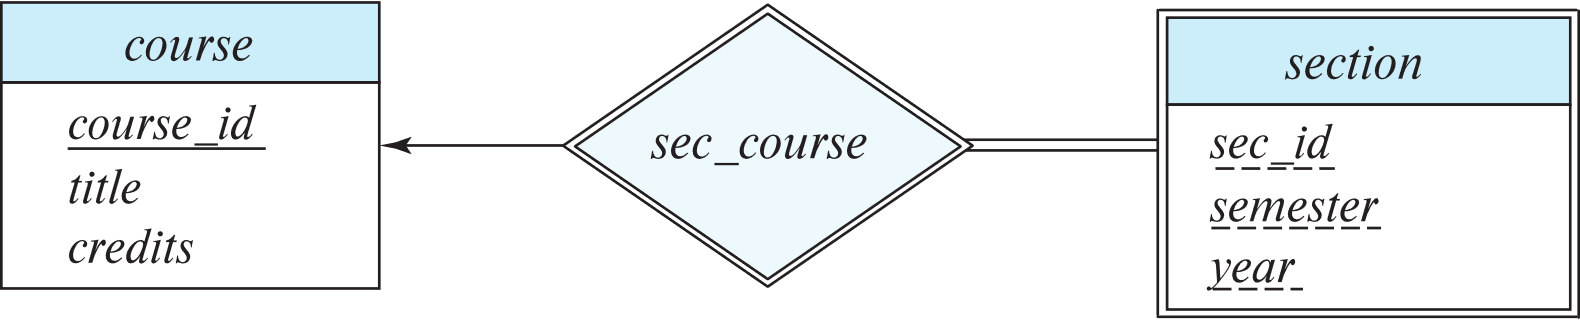 course
course_id
title
credits
sec_course
section
sec_id
semester
year